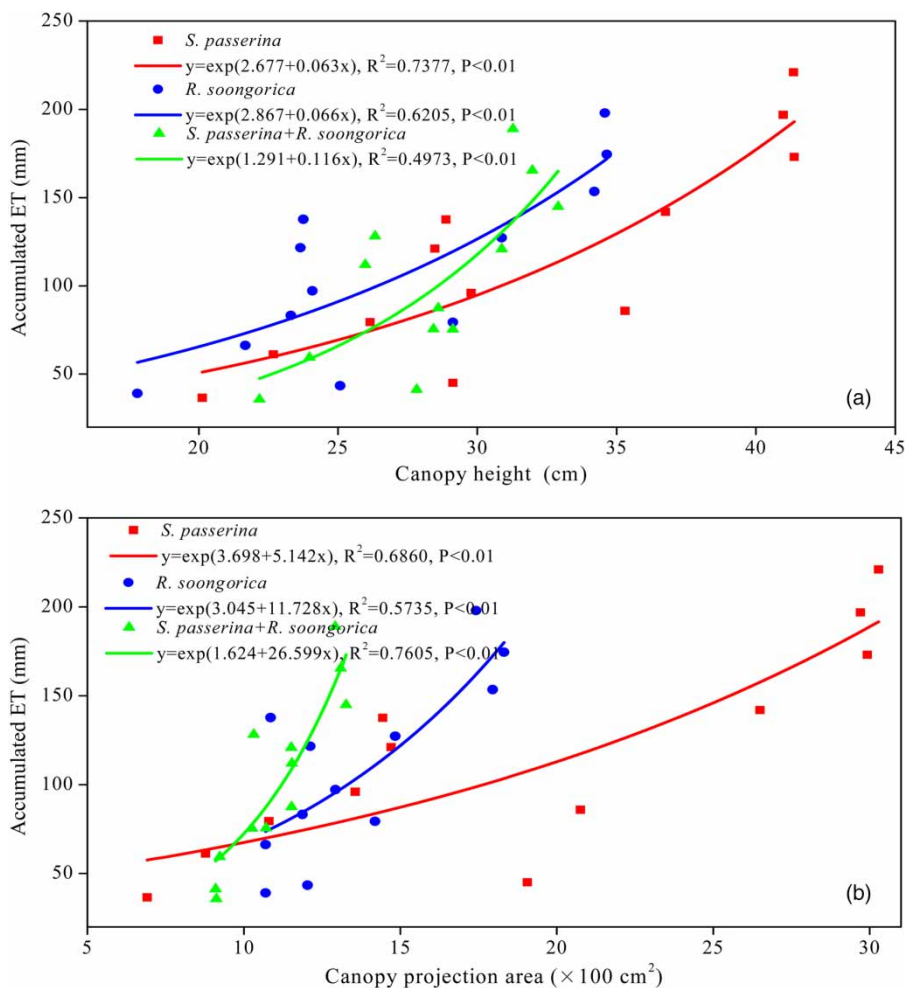 250
200
150
100
50
Accumulated ET (mm)
S. passerina
y=exp(2.677+0.063x), R²=0.7377, P<0.01
R. soongorica
y=exp(2.867+0.066x), R²=0.6205, P<0.01
S. passerina+R. soongorica
y=exp(1.291+0.116x), R²=0.4973, P<0.01
(a)
20 25 30 35 40 45
Canopy height (cm)
250
200
150
100
50
Accumulated ET (mm)
S. passerina
y=exp(3.698+5.142x), R²=0.6860, P<0.01
R. soongorica
y=exp(3.045+11.728x), R²=0.5735, P<0.01
S. passerina+R. soongorica
y=exp(1.624+26.599x), R²=0.7605, P<0.01
(b)
5 10 15 20 25 30
Canopy projection area (×100 cm²)